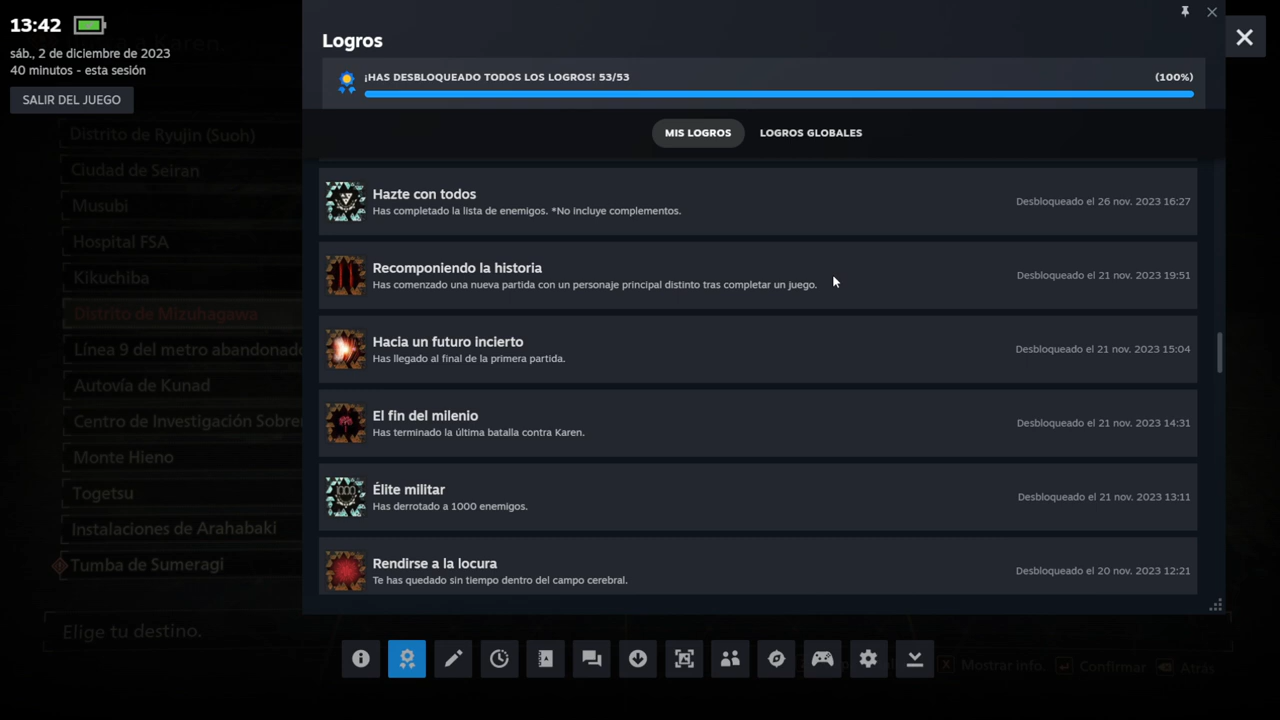 13:42
sáb., 2 de diciembre de 2023
40 minutos - esta sesión
SALIR DEL JUEGO
Logros
¡HAS DESBLOQUEADO TODOS LOS LOGROS! 53/53
(100%)
MIS LOGROS
LOGROS GLOBALES
Hazte con todos
Has completado la lista de enemigos. *No incluye complementos.
Desbloqueado el 26 nov. 2023 16:27
Recomponiendo la historia
Has comenzado una nueva partida con un personaje principal distinto tras completar un juego.
Desbloqueado el 21 nov. 2023 19:51
Hacia un futuro incierto
Has llegado al final de la primera partida.
Desbloqueado el 21 nov. 2023 15:04
El fin del milenio
Has terminado la última batalla contra Karen.
Desbloqueado el 21 nov. 2023 14:31
Élite militar
Has derrotado a 1000 enemigos.
Desbloqueado el 21 nov. 2023 13:11
Rendirse a la locura
Te has quedado sin tiempo dentro del campo cerebral.
Desbloqueado el 20 nov. 2023 12:21
Distrito de Ryujin (Suoh)
Ciudad de Seiran
Musubi
Hospital FSA
Kikuchiba
Distrito de Mizuhagawa
Línea 9 del metro abandonad
Autovía de Kunad
Centro de Investigación Sobre
Monte Hieno
Togetsu
Instalaciones de Arahabaki
Tumba de Sumeragi
Elige tu destino.
X Mostrar info.
Confirmar
Atrás